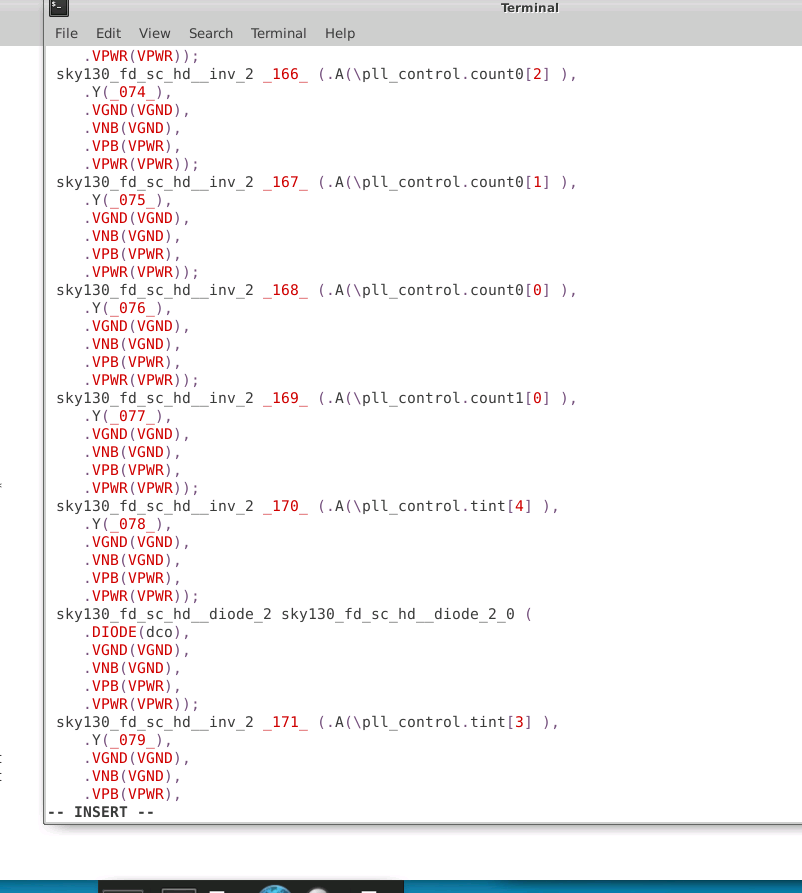 Terminal
File Edit View Search Terminal Help
.VPWR(VPWR));
sky130_fd_sc_hd__inv_2 _166_ (.A(\pll_control.count0[2] ),
.Y(_074_),
.VGND(VGND),
.VNB(VGND),
.VPB(VPWR),
.VPWR(VPWR));
sky130_fd_sc_hd__inv_2 _167_ (.A(\pll_control.count0[1] ),
.Y(_075_),
.VGND(VGND),
.VNB(VGND),
.VPB(VPWR),
.VPWR(VPWR));
sky130_fd_sc_hd__inv_2 _168_ (.A(\pll_control.count0[0] ),
.Y(_076_),
.VGND(VGND),
.VNB(VGND),
.VPB(VPWR),
.VPWR(VPWR));
sky130_fd_sc_hd__inv_2 _169_ (.A(\pll_control.count1[0] ),
.Y(_077_),
.VGND(VGND),
.VNB(VGND),
.VPB(VPWR),
.VPWR(VPWR));
sky130_fd_sc_hd__inv_2 _170_ (.A(\pll_control.tint[4] ),
.Y(_078_),
.VGND(VGND),
.VNB(VGND),
.VPB(VPWR),
.VPWR(VPWR));
sky130_fd_sc_hd__diode_2 sky130_fd_sc_hd__diode_2_0 (
.DIODE(dco),
.VGND(VGND),
.VNB(VGND),
.VPB(VPWR),
.VPWR(VPWR));
sky130_fd_sc_hd__inv_2 _171_ (.A(\pll_control.tint[3] ),
.Y(_079_),
.VGND(VGND),
.VNB(VGND),
.VPB(VPWR),
-- INSERT --